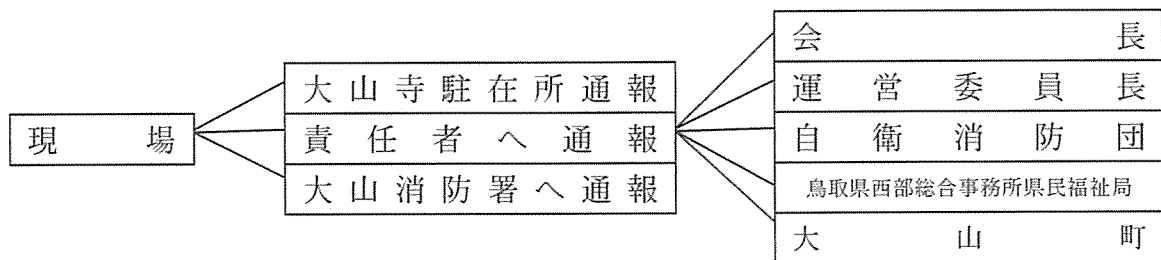 現場
大山寺駐在所通報
責任者へ通報
大山消防署へ通報
会長
運営委員長
自衛消防団
鳥取県西部総合事務所県民福祉局
大山町